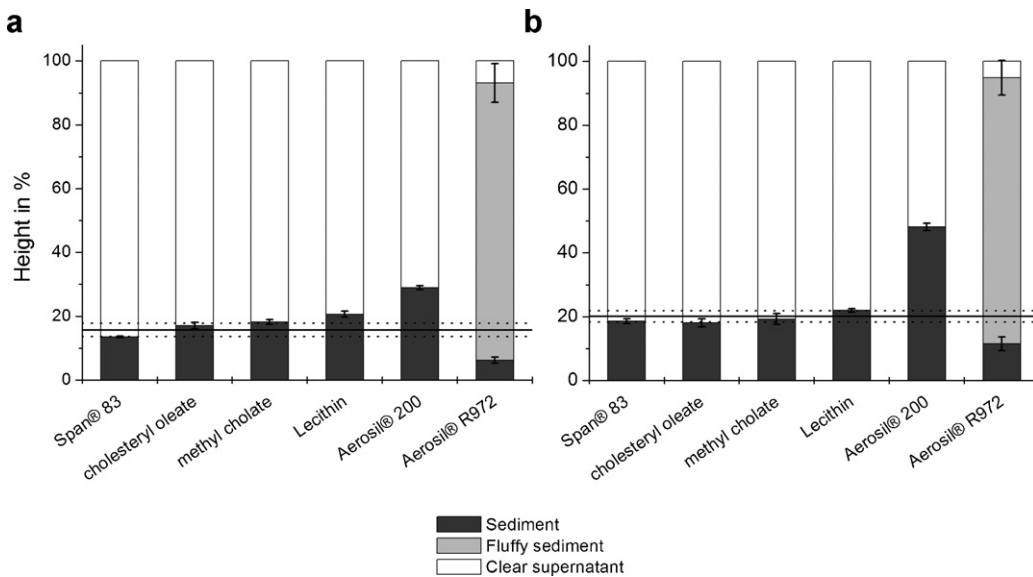 a
Height in %
100
80
60
40
20
0
Span® 83
cholesteryl oleate
methyl cholate
Lecithin
Aerosil® 200
Aerosil® R972
b
100
80
60
40
20
0
Span® 83
cholesteryl oleate
methyl cholate
Lecithin
Aerosil® 200
Aerosil® R972
Sediment
Fluffy sediment
Clear supernatant